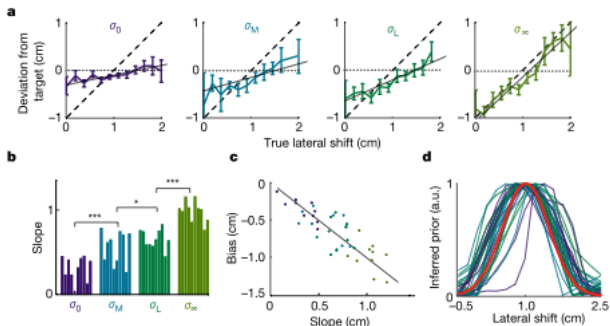 a
σ0 σM σL σ∞
Deviation from
target (cm)
1
0
−1
0 1 2
0 1 2
0 1 2
0 1 2
True lateral shift (cm)
b
Slope
1
0
*** * ***
σ0 σM σL σ∞
c
Bias (cm)
0
−0.5
−1.0
−1.5
0 0.5 1.0 1.5
Slope (cm)
d
Inferred prior (a.u.)
1
0
−0.5 1.0 2.5
Lateral shift (cm)